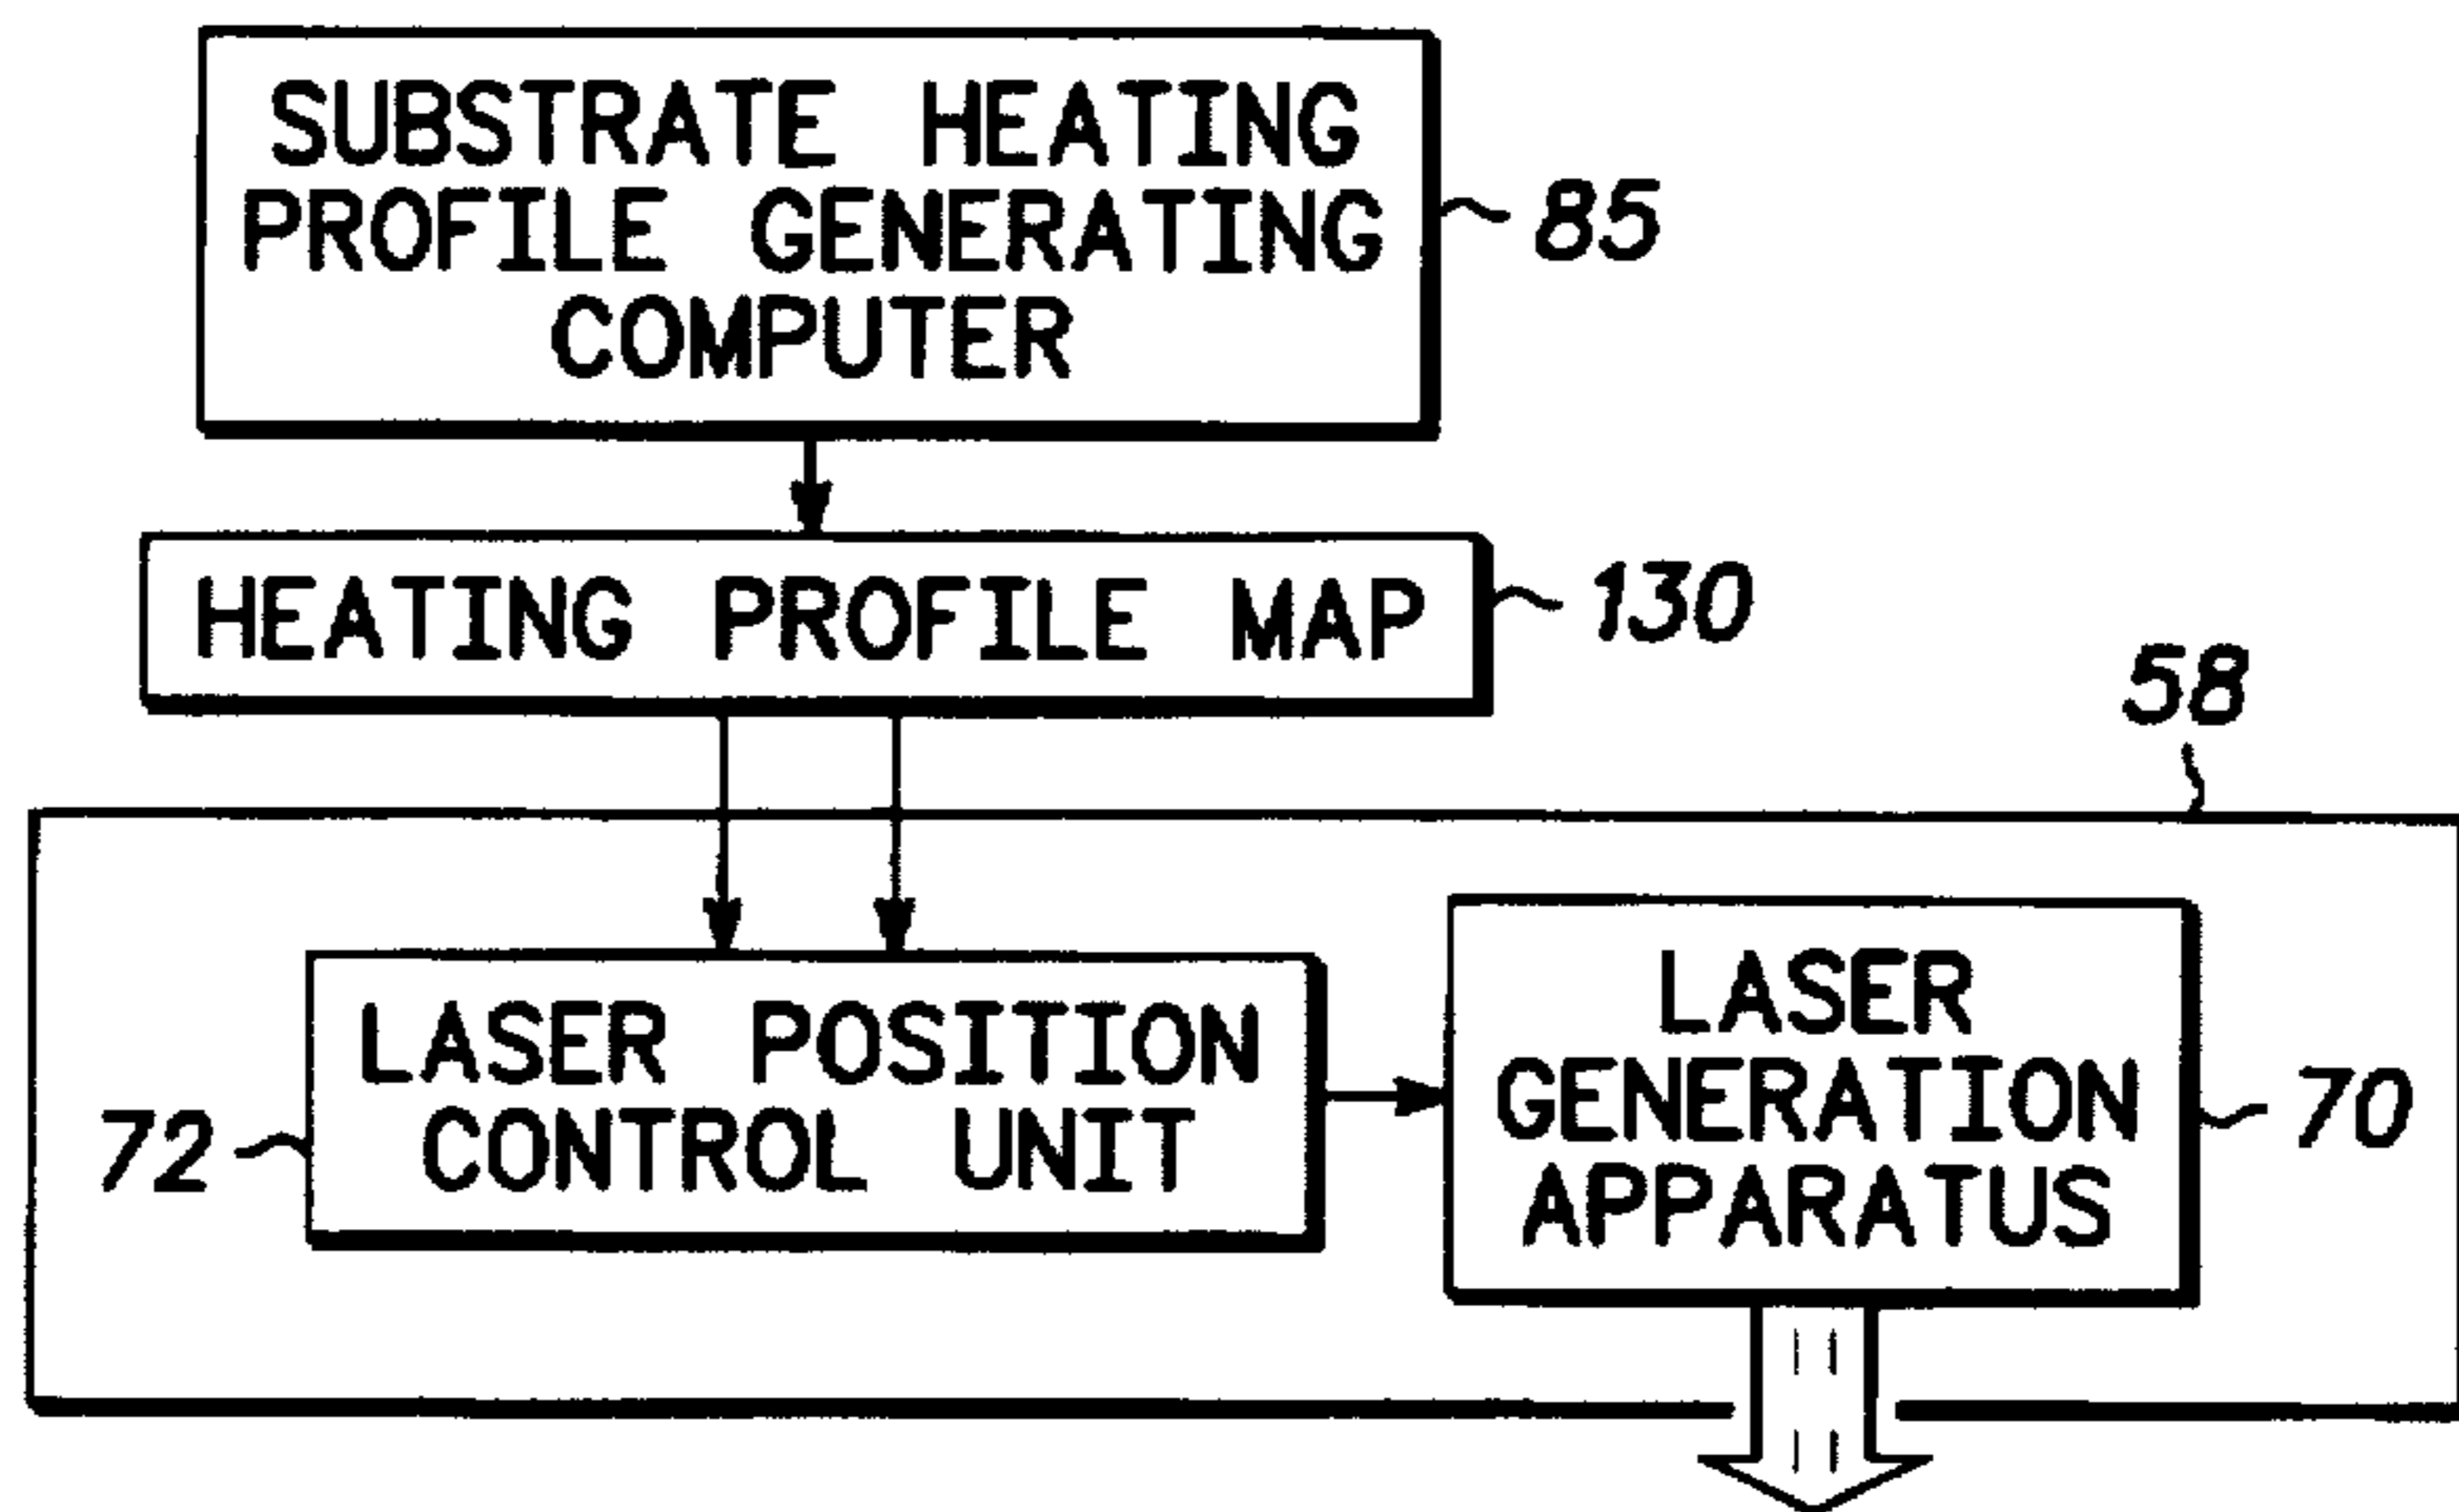 SUBSTRATE HEATING
PROFILE GENERATING
COMPUTER
85
HEATING PROFILE MAP
130
58
LASER POSITION
CONTROL UNIT
72
LASER
GENERATION
APPARATUS
70